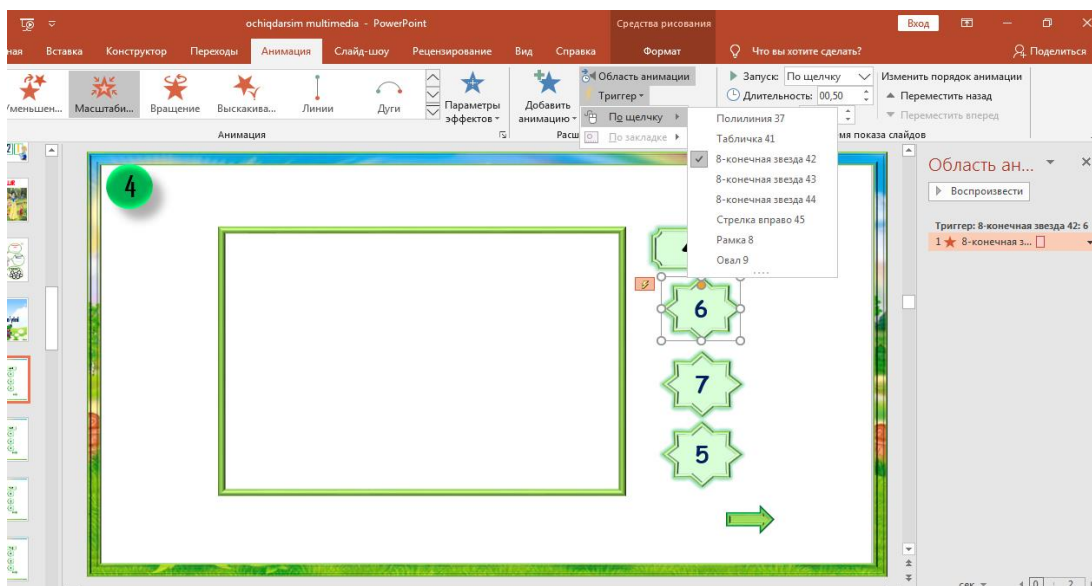 ochiqdarsim multimedia - PowerPoint
Средства рисования
Вход
Вставка
Конструктор
Переходы
Анимация
Слайд-шоу
Рецензирование
Вид
Справка
Формат
Что вы хотите сделать?
Поделиться
Масштаби...
Вращение
Выскакива...
Линии
Дуги
Параметры
эффектов
Добавить
анимацию
Область анимации
Триггер
По щелчку
По закладке
Запуск: По щелчку
Длительность: 00,50
Изменить порядок анимации
Переместить назад
Переместить вперед
Анимация
показа слайдов
Полилиния 37
Табличка 41
8-конечная звезда 42
8-конечная звезда 43
8-конечная звезда 44
Стрелка вправо 45
Рамка 8
Овал 9
4
6
7
5
Область ан...
Воспроизвести
Триггер: 8-конечная звезда 42: 6
1 8-конечная з...
0
2